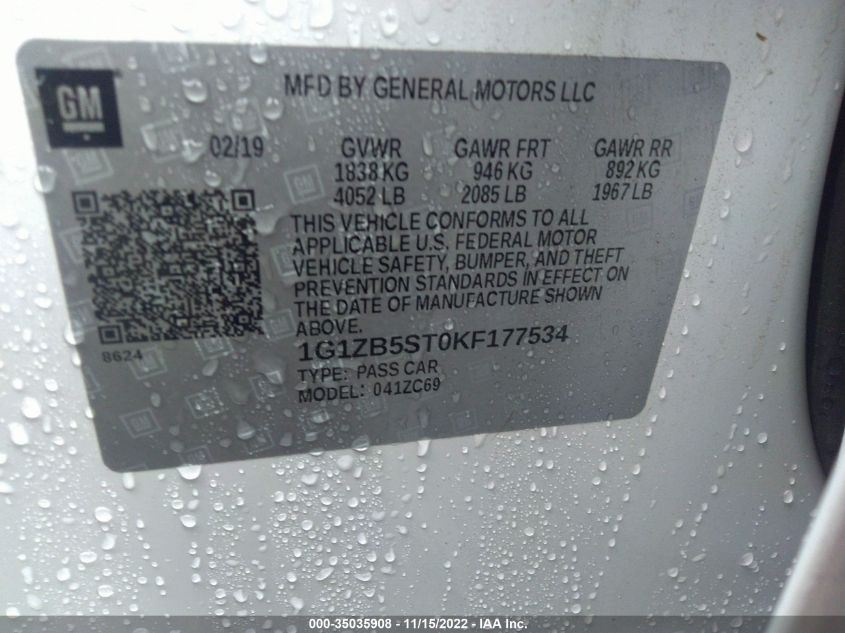 GM
MFD BY GENERAL MOTORS LLC
02/19 GVWR GAWR FRT GAWR RR
1838 KG 946 KG 892 KG
4052 LB 2085 LB 1967 LB
THIS VEHICLE CONFORMS TO ALL
APPLICABLE U.S. FEDERAL MOTOR
VEHICLE SAFETY, BUMPER, AND THEFT
PREVENTION STANDARDS IN EFFECT ON
THE DATE OF MANUFACTURE SHOWN
ABOVE.
8624
1G1ZB5ST0KF177534
TYPE: PASS CAR
MODEL: 041ZC69
000-35035908 - 11/15/2022 - IAA Inc.